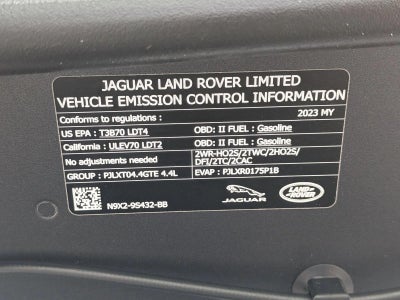 JAGUAR LAND ROVER LIMITED
VEHICLE EMISSION CONTROL INFORMATION
Conforms to regulations: 2023 MY
US EPA : T3B70 LDT4 OBD: II FUEL : Gasoline
California : ULEV70 LDT2 OBD: II FUEL : Gasoline
No adjustments needed 2WR-HO2S/2TWC/2HO2S/
DFI/2TC/2CAC
GROUP : PJLXT04.4GTE 4.4L EVAP : PJLXR0175P1B
N9X2-9S432-BB JAGUAR LAND-ROVER